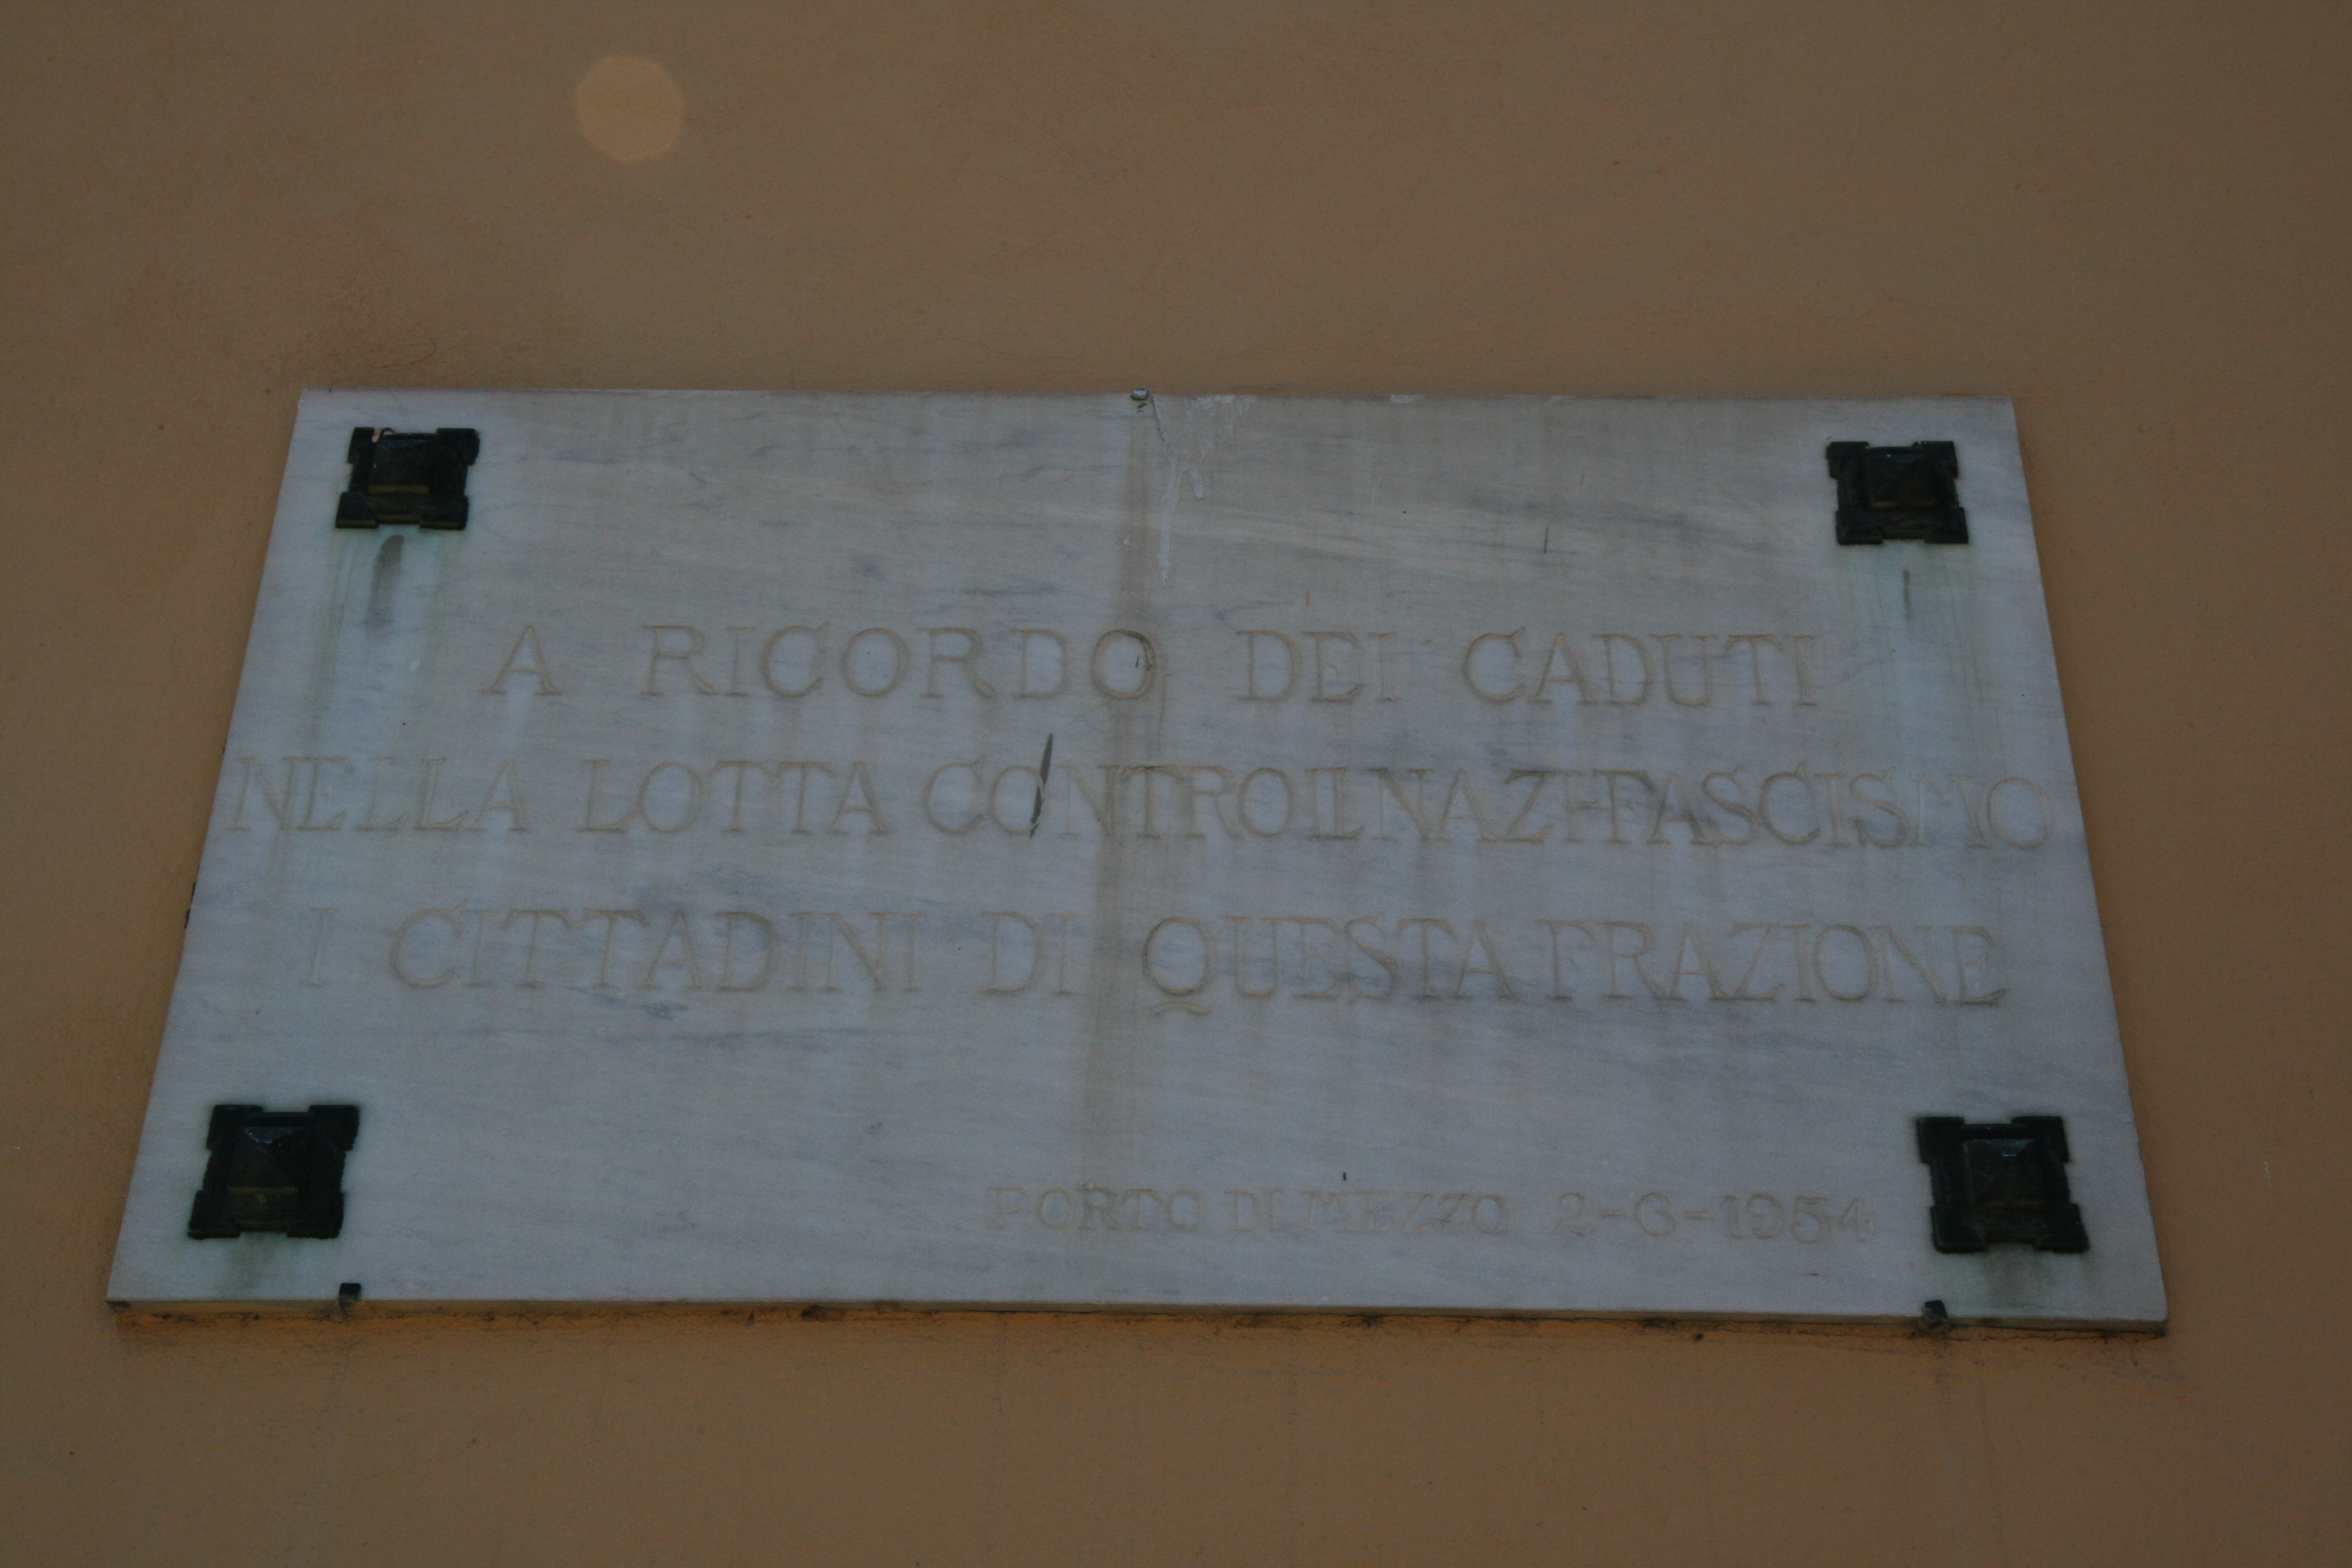 A RICORDO DEI CADUTI
NELLA LOTTA CONTRO IL NAZI-FASCISMO
I CITTADINI DI QUESTA FRAZIONE
PORTO DI MEZZO 2-6-1954